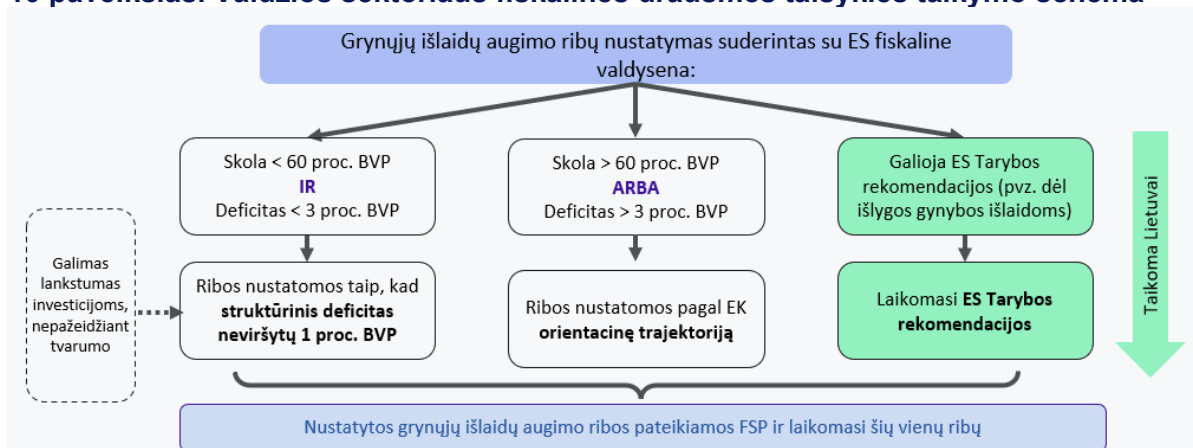 Grynųjų išlaidų augimo ribų nustatymas suderintas su ES fiskaline
valdysena:
Skola < 60 proc. BVP
IR
Deficitas < 3 proc. BVP
Skola > 60 proc. BVP
ARBA
Deficitas > 3 proc. BVP
Galioja ES Tarybos
rekomendacijos (pvz. dėl
išlygos gynybos išlaidoms)
Taikoma Lietuvai
Galimas
lankstumas
investicijoms,
nepažeidžiant
tvarumo
Ribos nustatomos taip, kad
struktūrinis deficitas
neviršytų 1 proc. BVP
Ribos nustatomos pagal EK
orientacinę trajektoriją
Laikomasi ES Tarybos
rekomendacijos
Nustatytos grynųjų išlaidų augimo ribos pateikiamos FSP ir laikomasi šių vienų ribų